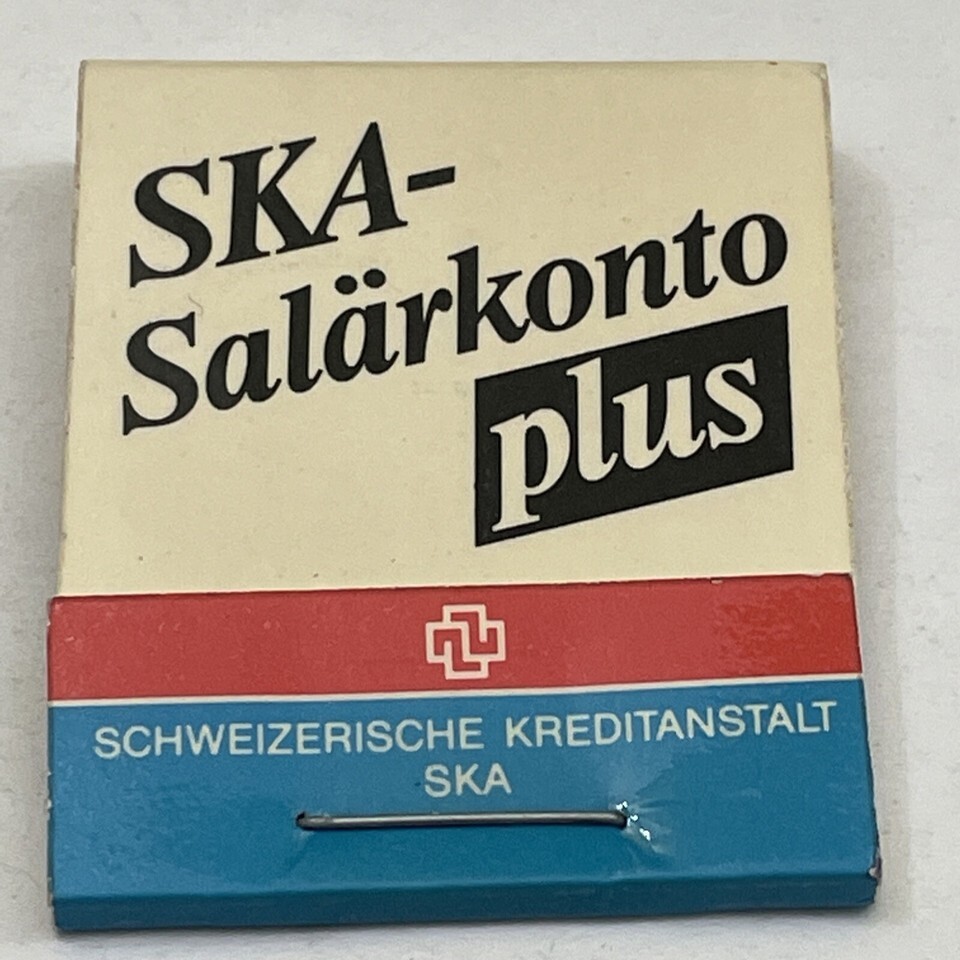 SKA-
Salärkonto
plus
SCHWEIZERISCHE KREDITANSTALT
SKA